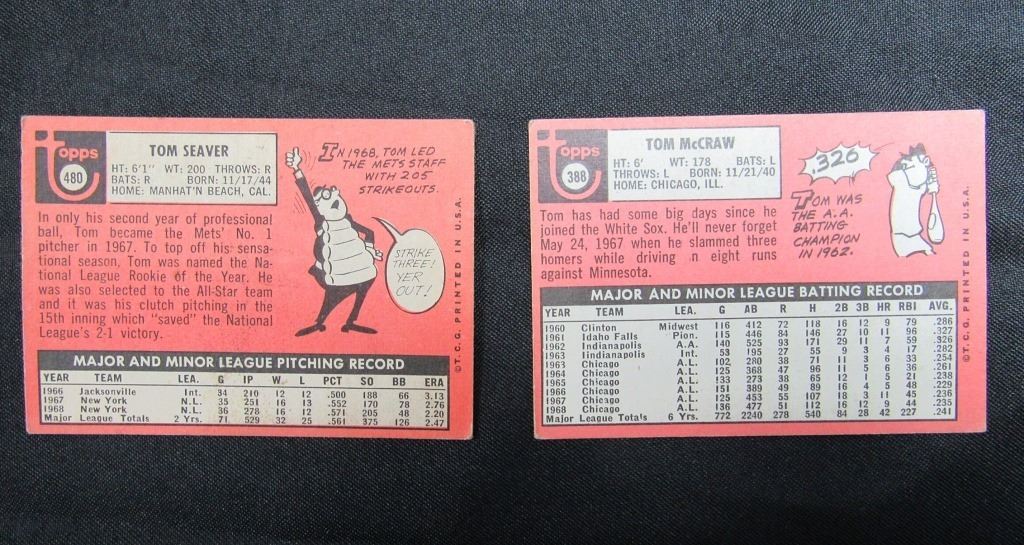 topps
480
TOM SEAVER
HT: 6'1" WT: 200 THROWS: R
BATS: R BORN: 11/17/44
HOME: MANHAT'N BEACH, CAL.
In only his second year of professional
ball, Tom became the Mets' No. 1
pitcher in 1967. To top off his sensa-
tional season, Tom was named the Na-
tional League Rookie of the Year. He
was also selected to the All-Star team
and it was his clutch pitching in the
15th inning which "saved" the National
League's 2-1 victory.
IN 1968, TOM LED
THE METS STAFF
WITH 205
STRIKEOUTS.
STRIKE
THREE!
YER
OUT!
MAJOR AND MINOR LEAGUE PITCHING RECORD
YEAR TEAM LEA. G IP W L PCT SO BB ERA
1966 Jacksonville Int. 34 210 12 12 .500 188 66 3.13
1967 New York N.L. 35 251 16 13 .552 170 78 2.76
1968 New York N.L. 36 278 16 12 .571 205 48 2.20
Major League Totals 2 Yrs. 71 529 32 25 .561 375 126 2.47
©T.C.G. PRINTED IN U.S.A.
topps
388
TOM McCRAW
HT: 6' WT: 178 BATS: L
THROWS: L BORN: 11/21/40
HOME: CHICAGO, ILL.
Tom has had some big days since he
joined the White Sox. He'll never forget
May 24, 1967 when he slammed three
homers while driving n eight runs
against Minnesota.
.326
TOM WAS
THE A.A.
BATTING
CHAMPION
IN 1962.
MAJOR AND MINOR LEAGUE BATTING RECORD
YEAR TEAM LEA. G AB R H 2B 3B HR RBI AVG.
1960 Clinton Midwest 116 412 72 118 16 12 9 79 .286
1961 Idaho Falls Pion. 115 446 84 146 27 10 11 96 .327
1962 Indianapolis A.A. 140 525 93 171 29 11 7 59 .326
1963 Indianapolis Int. 53 195 27 55 9 3 4 17 .282
1963 Chicago A.L. 102 280 38 71 11 3 6 33 .254
1964 Chicago A.L. 125 368 47 96 11 5 6 36 .261
1965 Chicago A.L. 133 273 38 65 12 1 5 21 .238
1966 Chicago A.L. 151 389 49 89 16 4 5 48 .229
1967 Chicago A.L. 125 453 55 107 18 3 11 45 .236
1968 Chicago A.L. 136 477 51 112 16 12 9 44 .235
Major League Totals 6 Yrs. 772 2240 278 540 84 28 42 227 .241
©T.C.G. PRINTED IN U.S.A.